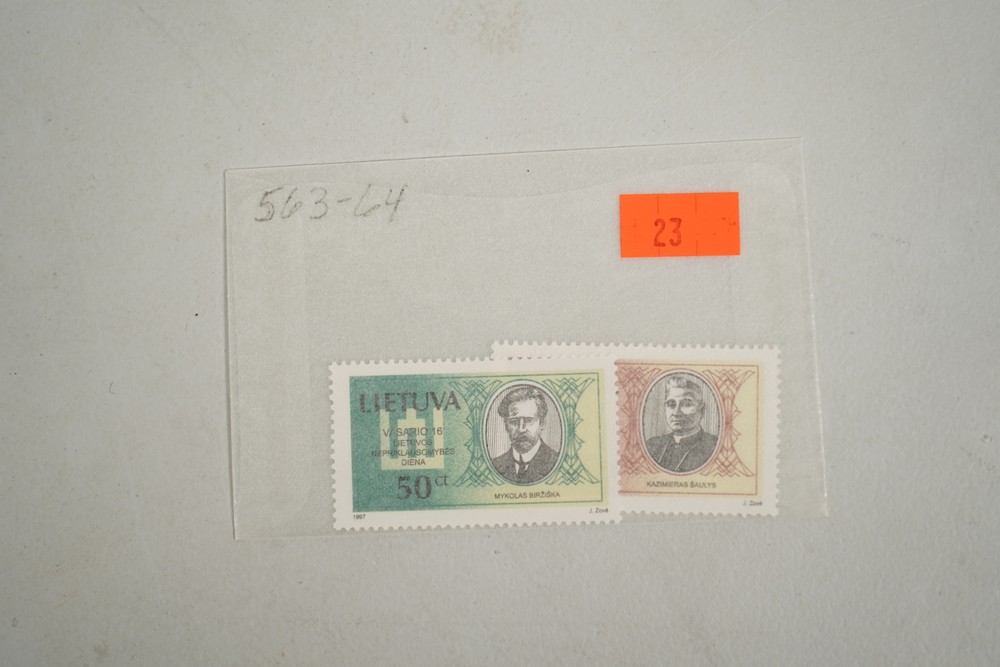 563-64
23
LIETUVA
VASARIO 16
LIETUVOS
NEPRIKLAUSOMYBĖS
DIENA
50 ct
MYKOLAS BIRŽIŠKA
1997
J. Zovė
KAZIMIERAS ŠAULYS
J. Zovė